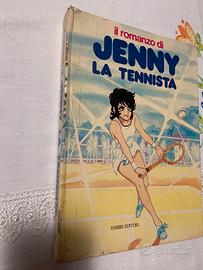 il romanzo di
JENNY
LA TENNISTA
FABBRI EDITORI